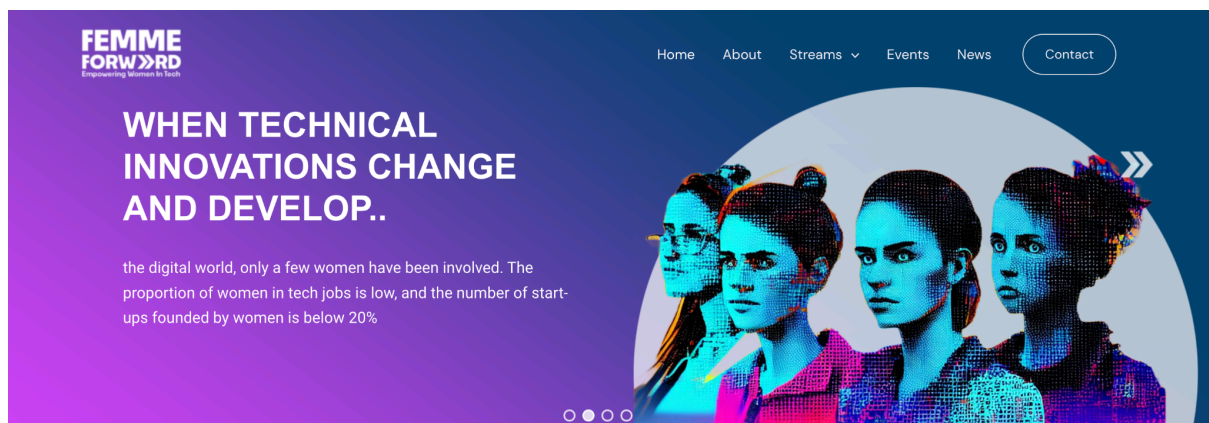 FEMME
FORW»RD
Empowering Women In Tech
Home About Streams Events News Contact
WHEN TECHNICAL
INNOVATIONS CHANGE
AND DEVELOP..
the digital world, only a few women have been involved. The
proportion of women in tech jobs is low, and the number of start-
ups founded by women is below 20%